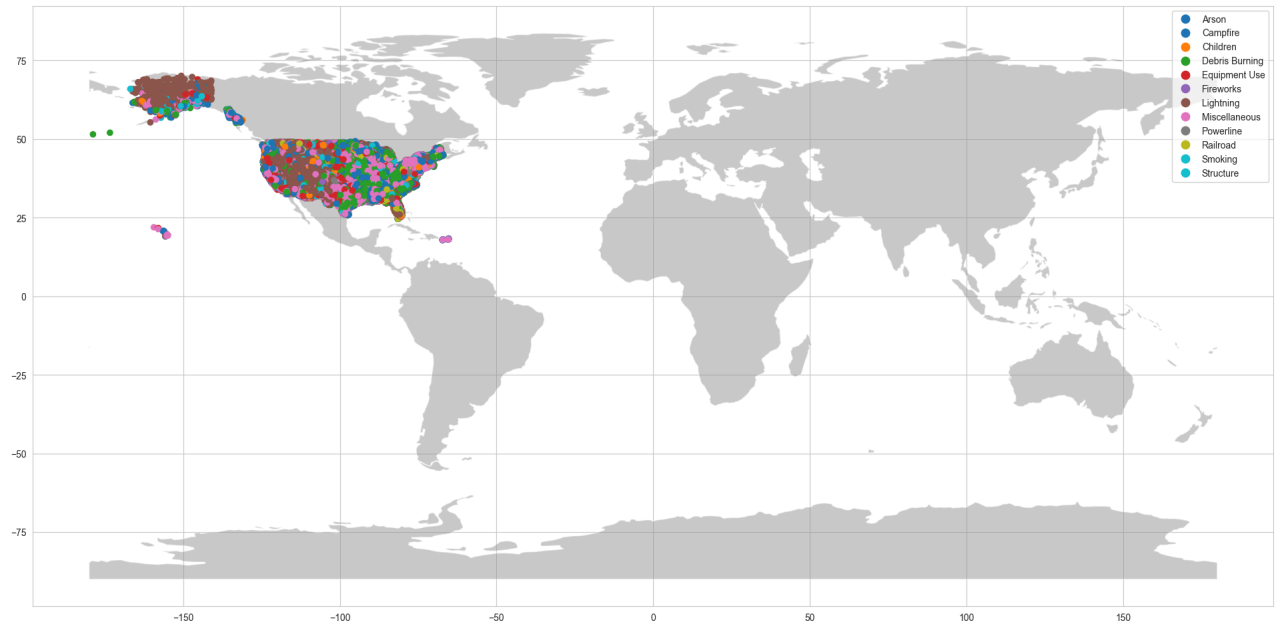 Arson
Campfire
Children
Debris Burning
Equipment Use
Fireworks
Lightning
Miscellaneous
Powerline
Railroad
Smoking
Structure
75
50
25
0
−25
−50
−75
−150
−100
−50
0
50
100
150